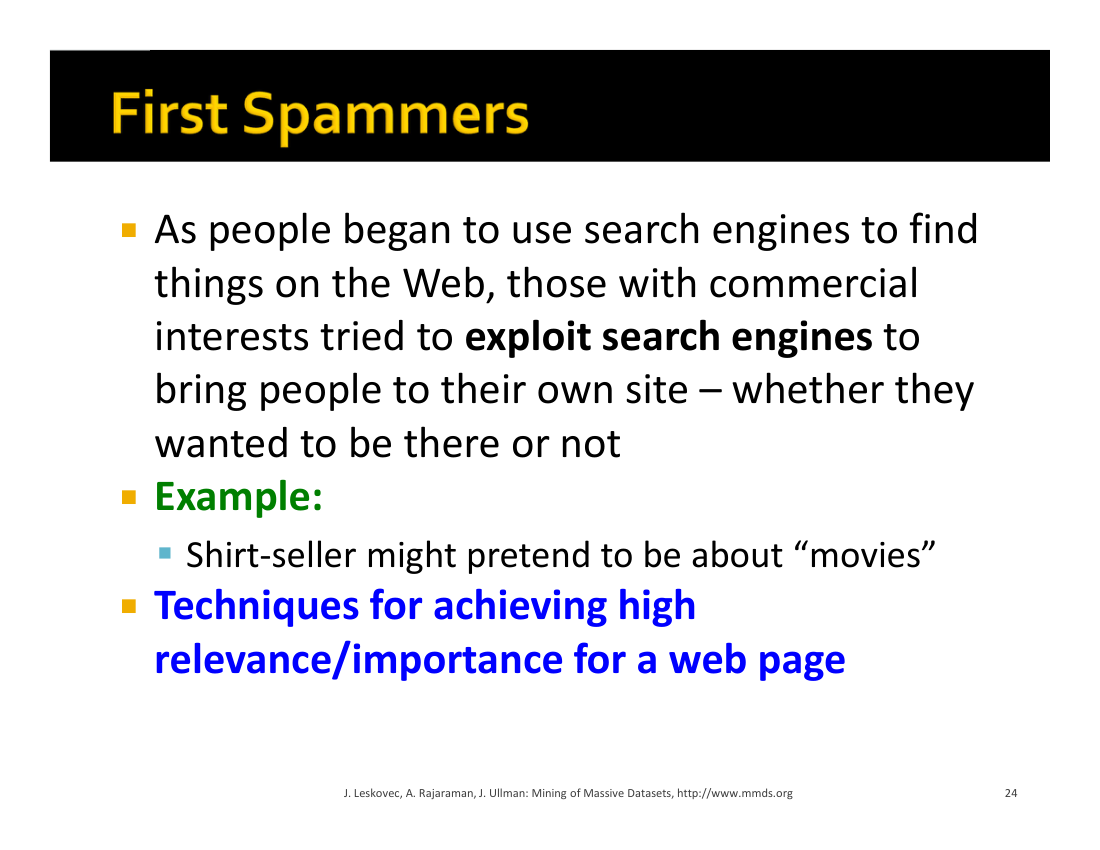 First Spammers
As people began to use search engines to find
things on the Web, those with commercial
interests tried to exploit search engines to
bring people to their own site – whether they
wanted to be there or not
Example:
Shirt-seller might pretend to be about “movies”
Techniques for achieving high
relevance/importance for a web page
J. Leskovec, A. Rajaraman, J. Ullman: Mining of Massive Datasets, http://www.mmds.org
24